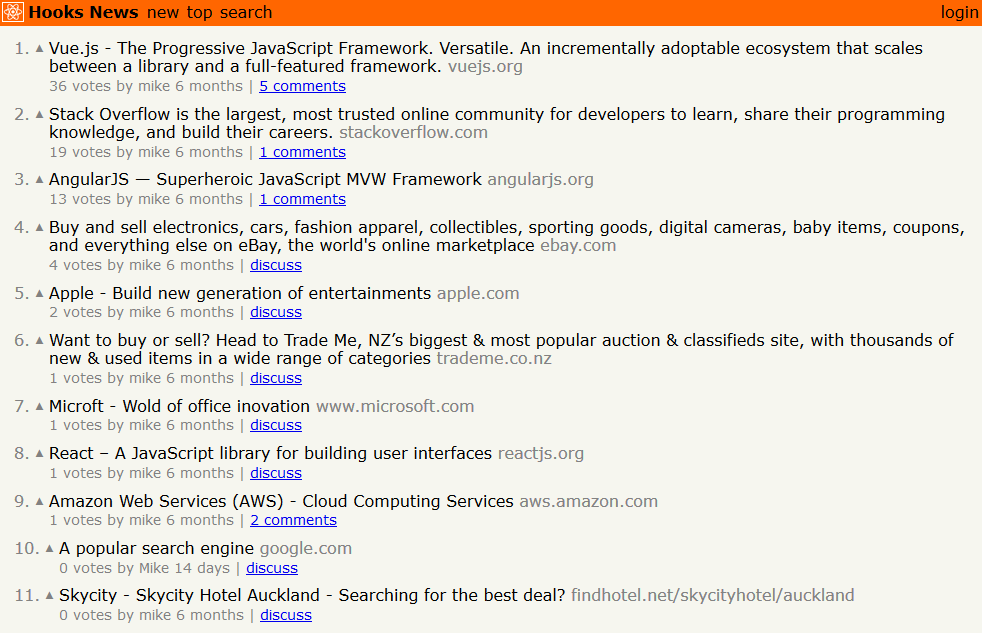 Hooks News new top search login
1. ▲ Vue.js - The Progressive JavaScript Framework. Versatile. An incrementally adoptable ecosystem that scales
between a library and a full-featured framework. vuejs.org
36 votes by mike 6 months | 5 comments
2. ▲ Stack Overflow is the largest, most trusted online community for developers to learn, share their programming
knowledge, and build their careers. stackoverflow.com
19 votes by mike 6 months | 1 comments
3. ▲ AngularJS — Superheroic JavaScript MVW Framework angularjs.org
13 votes by mike 6 months | 1 comments
4. ▲ Buy and sell electronics, cars, fashion apparel, collectibles, sporting goods, digital cameras, baby items, coupons,
and everything else on eBay, the world's online marketplace ebay.com
4 votes by mike 6 months | discuss
5. ▲ Apple - Build new generation of entertainments apple.com
2 votes by mike 6 months | discuss
6. ▲ Want to buy or sell? Head to Trade Me, NZ’s biggest & most popular auction & classifieds site, with thousands of
new & used items in a wide range of categories trademe.co.nz
1 votes by mike 6 months | discuss
7. ▲ Microft - Wold of office inovation www.microsoft.com
1 votes by mike 6 months | discuss
8. ▲ React – A JavaScript library for building user interfaces reactjs.org
1 votes by mike 6 months | discuss
9. ▲ Amazon Web Services (AWS) - Cloud Computing Services aws.amazon.com
1 votes by mike 6 months | 2 comments
10. ▲ A popular search engine google.com
0 votes by Mike 14 days | discuss
11. ▲ Skycity - Skycity Hotel Auckland - Searching for the best deal? findhotel.net/skycityhotel/auckland
0 votes by mike 6 months | discuss